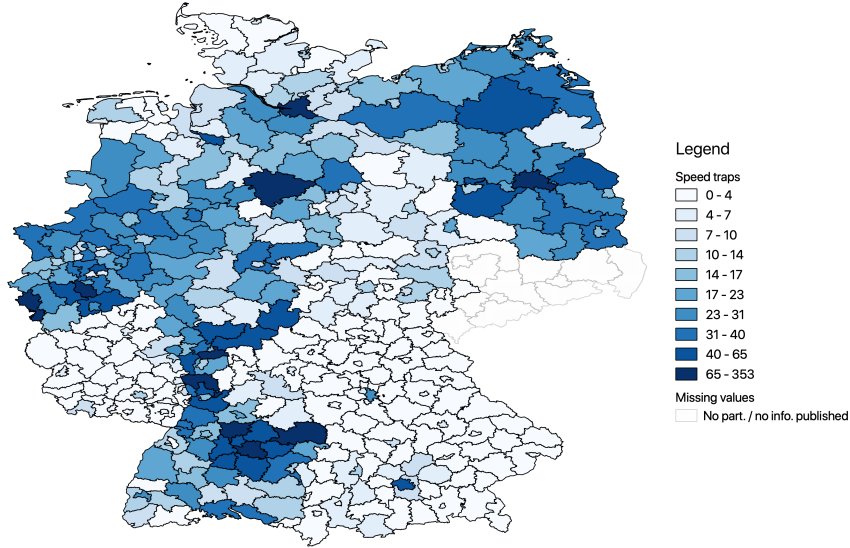 Legend
Speed traps
0 - 4
4 - 7
7 - 10
10 - 14
14 - 17
17 - 23
23 - 31
31 - 40
40 - 65
65 - 353
Missing values
No part. / no info. published